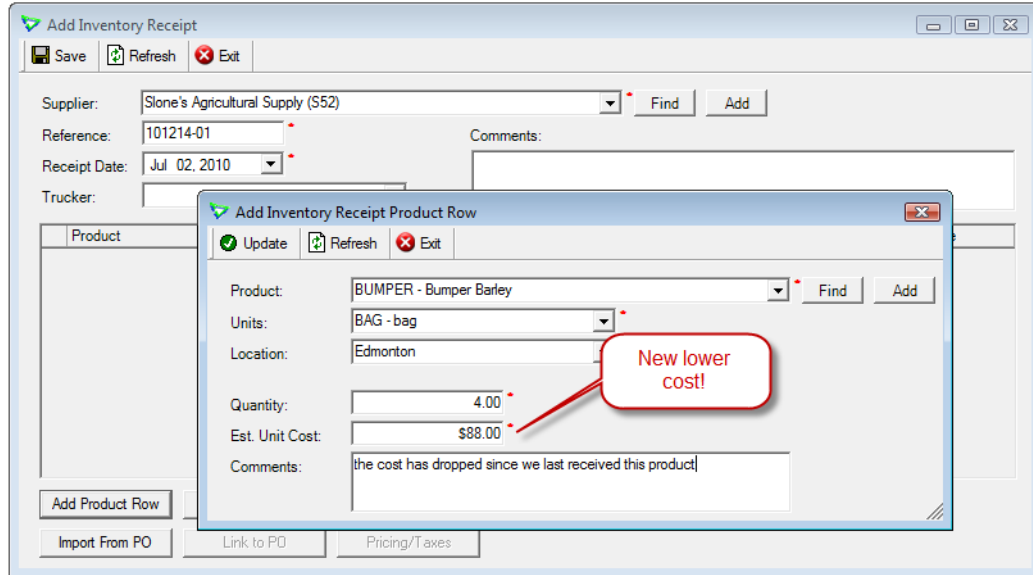 Add Inventory Receipt
Save Refresh Exit
Supplier: Slone's Agricultural Supply (S52) * Find Add
Reference: 101214-01 * Comments:
Receipt Date: Jul 02, 2010 *
Trucker:
Add Inventory Receipt Product Row
Product
Update Refresh Exit
Product: BUMPER - Bumper Barley * Find Add
Units: BAG - bag *
Location: Edmonton
New lower
cost!
Quantity: 4.00 *
Est. Unit Cost: $88.00 *
Comments: the cost has dropped since we last received this product
Add Product Row
Import From PO Link to PO Pricing/Taxes